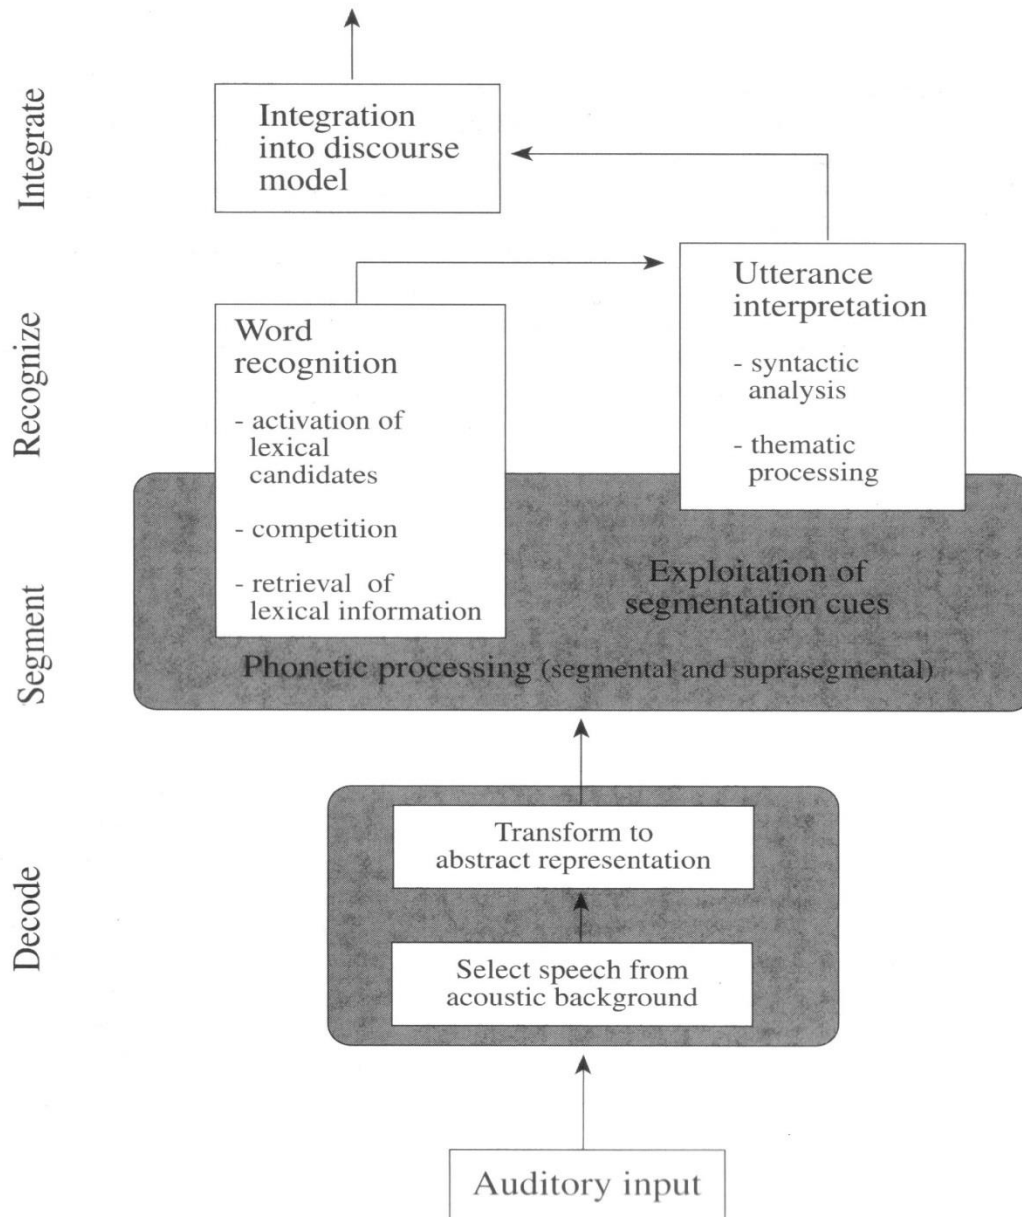 Integrate
Integration
into discourse
model
Recognize
Utterance
interpretation
- syntactic
analysis
- thematic
processing
Word
recognition
- activation of
lexical
candidates
- competition
- retrieval of
lexical information
Segment
Exploitation of
segmentation cues
Phonetic processing (segmental and suprasegmental)
Decode
Transform to
abstract representation
Select speech from
acoustic background
Auditory input